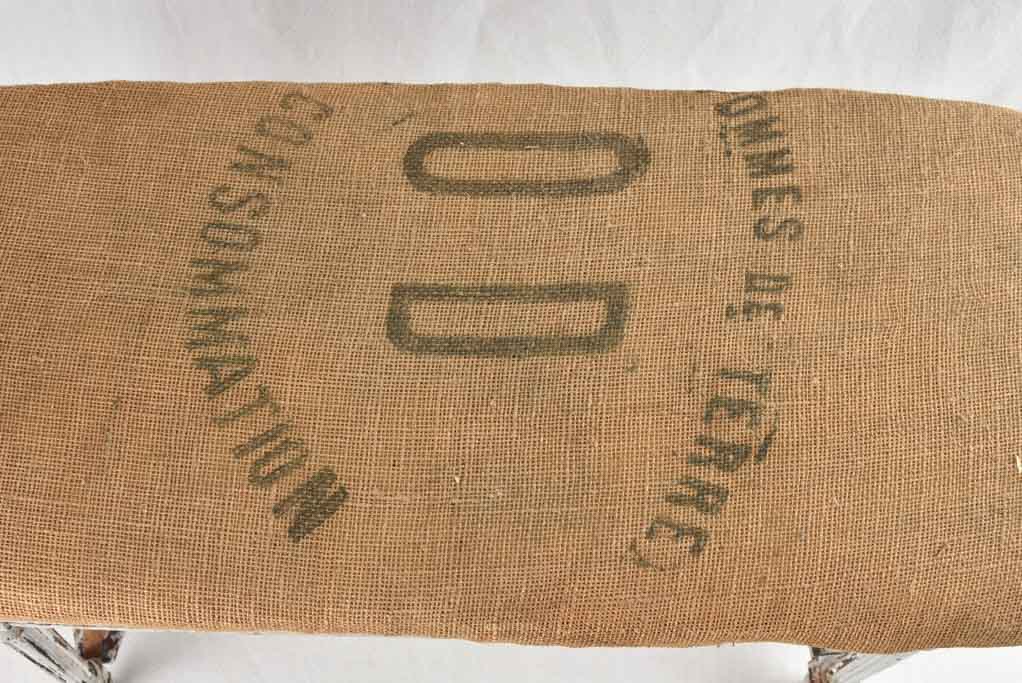 OMMES DE TERRE
OD
CONSOMMATION